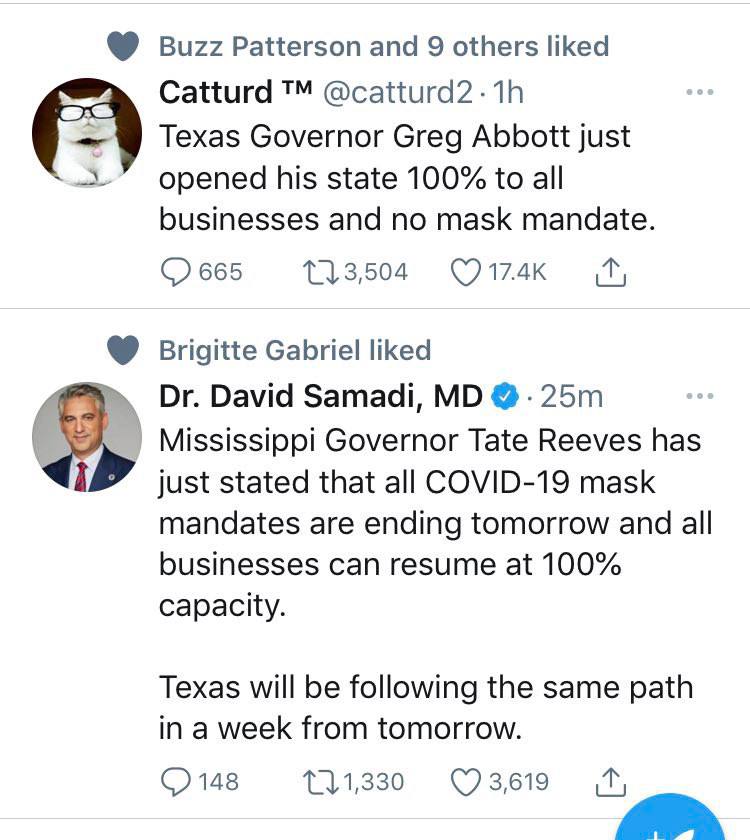 Buzz Patterson and 9 others liked
Catturd ™ @catturd2 · 1h
Texas Governor Greg Abbott just
opened his state 100% to all
businesses and no mask mandate.
665 3,504 17.4K
Brigitte Gabriel liked
Dr. David Samadi, MD · 25m
Mississippi Governor Tate Reeves has
just stated that all COVID-19 mask
mandates are ending tomorrow and all
businesses can resume at 100%
capacity.
Texas will be following the same path
in a week from tomorrow.
148 1,330 3,619